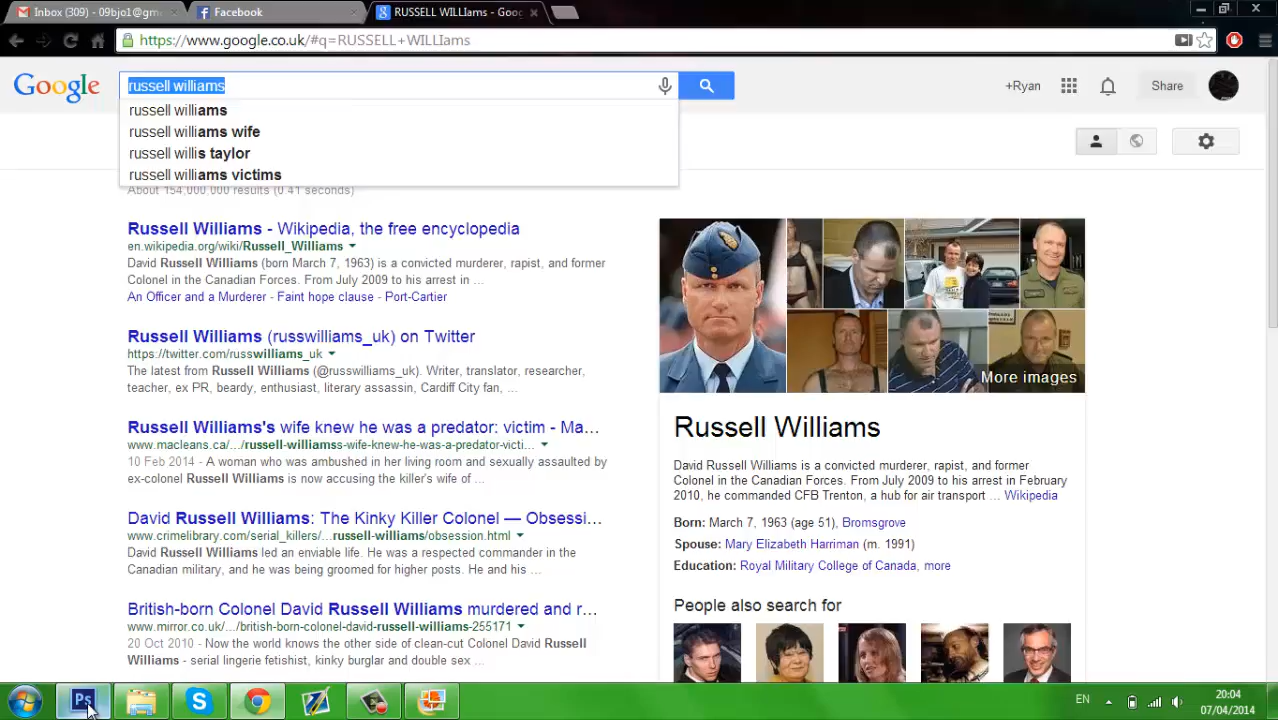 Inbox (309) - 09bjo1@gm
Facebook
RUSSELL WILLIams - Goo
https://www.google.co.uk/#q=RUSSELL+WILLIams
Google
russell williams
+Ryan
Share
russell williams
russell williams wife
russell willis taylor
russell williams victims
About 154,000,000 results (0.41 seconds)
Russell Williams - Wikipedia, the free encyclopedia
en.wikipedia.org/wiki/Russell_Williams
David Russell Williams (born March 7, 1963) is a convicted murderer, rapist, and former
Colonel in the Canadian Forces. From July 2009 to his arrest in ...
An Officer and a Murderer - Faint hope clause - Port-Cartier
Russell Williams (russwilliams_uk) on Twitter
https://twitter.com/russwilliams_uk
The latest from Russell Williams (@russwilliams_uk). Writer, translator, researcher,
teacher, ex PR, beardy, enthusiast, literary assassin, Cardiff City fan, ...
Russell Williams's wife knew he was a predator: victim - Ma...
www.macleans.ca/.../russell-williamss-wife-knew-he-was-a-predator-victi...
10 Feb 2014 - A woman who was ambushed in her living room and sexually assaulted by
ex-colonel Russell Williams is now accusing the killer's wife of ...
David Russell Williams: The Kinky Killer Colonel — Obsessi...
www.crimelibrary.com/serial_killers/...russell-williams/obsession.html
David Russell Williams led an enviable life. He was a respected commander in the
Canadian military, and he was being groomed for higher posts. He and his ...
British-born Colonel David Russell Williams murdered and r...
www.mirror.co.uk/.../british-born-colonel-david-russell-williams-255171
20 Oct 2010 - Now the world knows the other side of clean-cut Colonel David Russell
Williams - serial lingerie fetishist, kinky burglar and double sex ...
More images
Russell Williams
David Russell Williams is a convicted murderer, rapist, and former
Colonel in the Canadian Forces. From July 2009 to his arrest in February
2010, he commanded CFB Trenton, a hub for air transport ... Wikipedia
Born: March 7, 1963 (age 51), Bromsgrove
Spouse: Mary Elizabeth Harriman (m. 1991)
Education: Royal Military College of Canada, more
People also search for
Ps
EN
20:04
07/04/2014